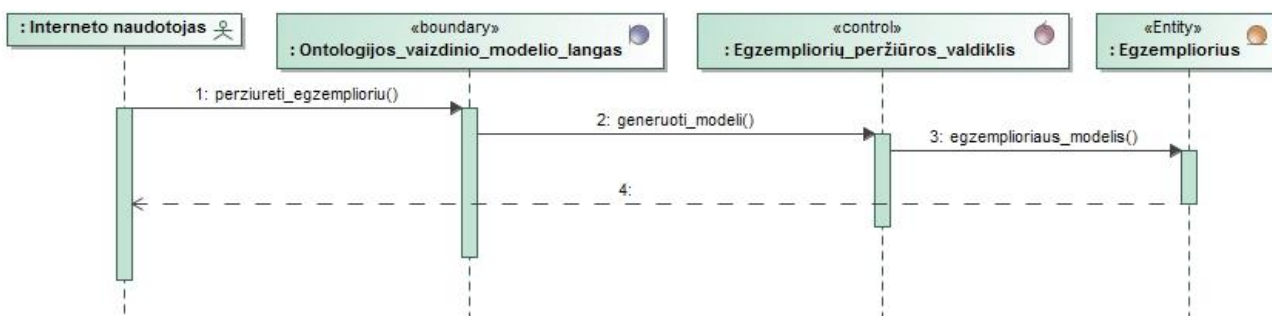 : Interneto naudotojas
«boundary»
: Ontologijos_vaizdinio_modelio_langas
«control»
: Egzempliorių_peržiūros_valdiklis
«Entity»
: Egzempliorius
1: perziureti_egzemplioriu()
2: generuoti_modeli()
3: egzemplioriaus_modelis()
4: